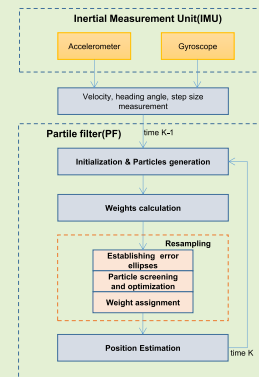 Inertial Measurement Unit(IMU)
Accelerometer
Gyroscope
Velocity, heading angle, step size
measurement
Partile filter(PF)
time K-1
Initialization & Particles generation
Weights calculation
Resampling
Establishing error
ellipses
Particle screening
and optimization
Weight assignment
Position Estimation
time K